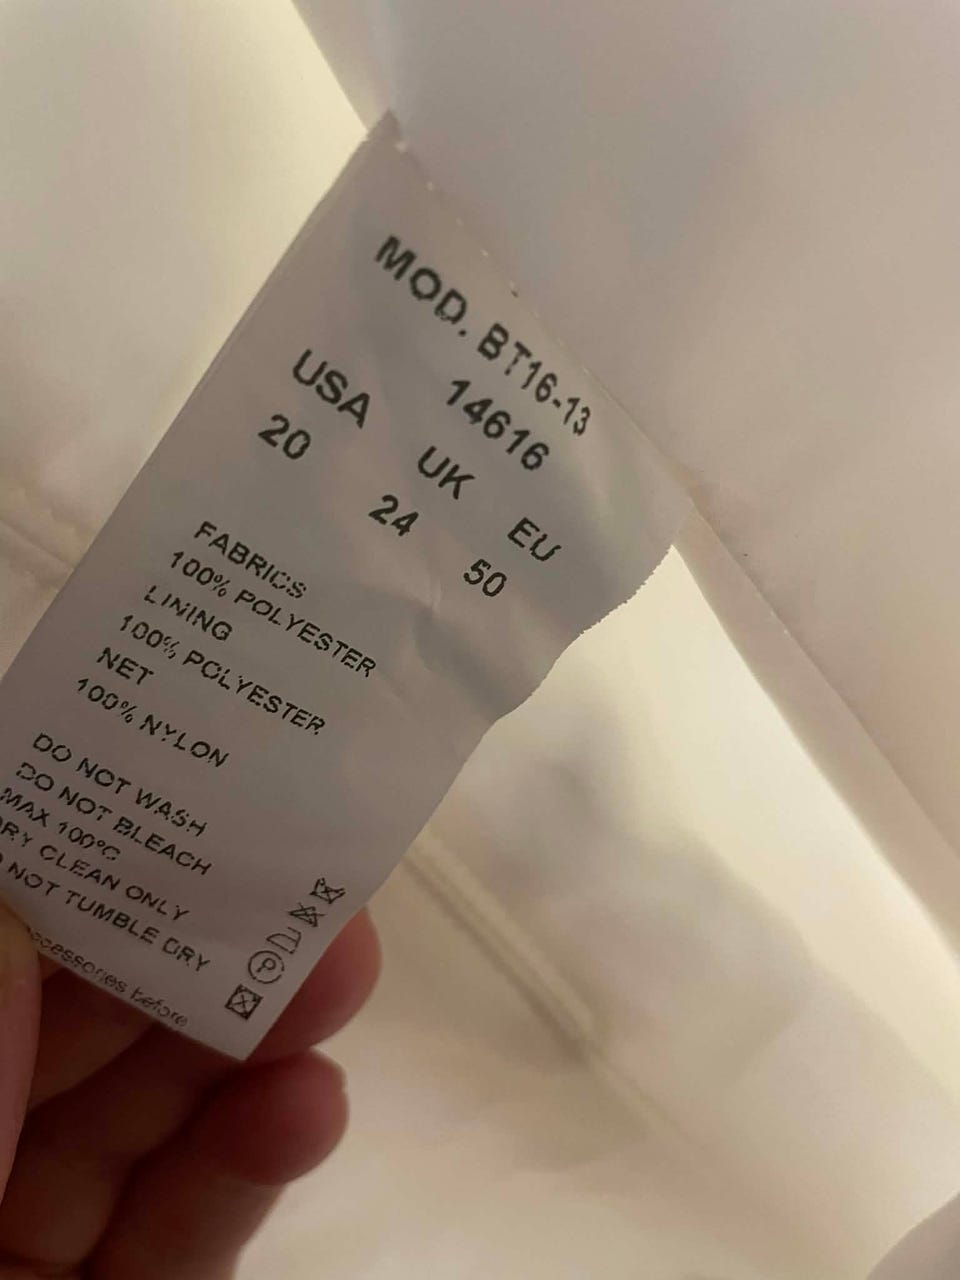 MOD. BT16-13
14616
USA UK EU
20 24 50
FABRICS
100% POLYESTER
LINING
100% POLYESTER
NET
100% NYLON
DO NOT WASH
DO NOT BLEACH
MAX 100°C
DRY CLEAN ONLY
NOT TUMBLE DRY
accessories before
P